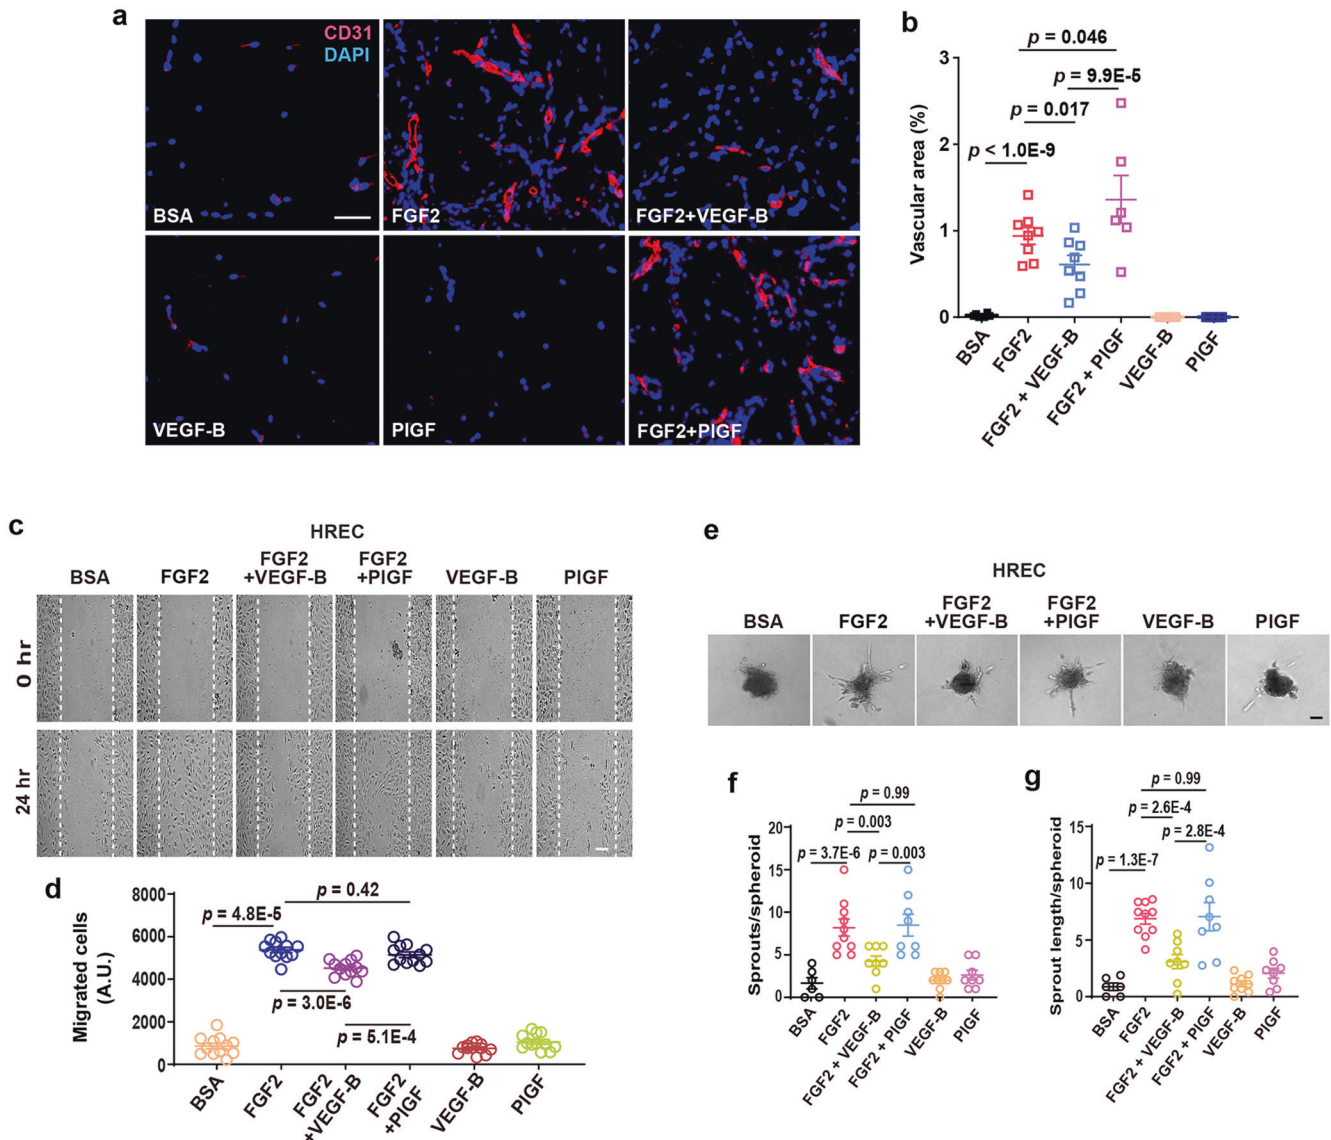 a
CD31
DAPI
BSA
FGF2
FGF2+VEGF-B
VEGF-B
PIGF
FGF2+PIGF
b
p = 0.046
p = 9.9E-5
p = 0.017
p < 1.0E-9
Vascular area (%)
3
2
1
0
BSA
FGF2
FGF2 + VEGF-B
FGF2 + PIGF
VEGF-B
PIGF
c
HREC
BSA
FGF2
FGF2
+VEGF-B
FGF2
+PIGF
VEGF-B
PIGF
0 hr
24 hr
d
p = 0.42
p = 4.8E-5
p = 3.0E-6
p = 5.1E-4
Migrated cells
(A.U.)
8000
6000
4000
2000
0
BSA
FGF2
FGF2
+VEGF-B
FGF2
+PIGF
VEGF-B
PIGF
e
HREC
BSA
FGF2
FGF2
+VEGF-B
FGF2
+PIGF
VEGF-B
PIGF
f
p = 0.99
p = 0.003
p = 3.7E-6
p = 0.003
Sprouts/spheroid
20
15
10
5
0
BSA
FGF2
FGF2 + VEGF-B
FGF2 + PIGF
VEGF-B
PIGF
g
p = 0.99
p = 2.6E-4
p = 2.8E-4
p = 1.3E-7
Sprout length/spheroid
15
10
5
0
BSA
FGF2
FGF2 + VEGF-B
FGF2 + PIGF
VEGF-B
PIGF